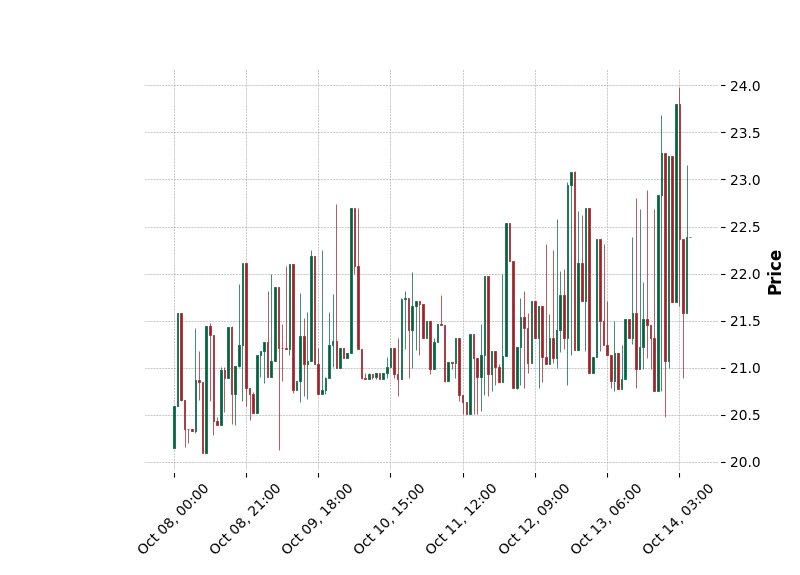 24.0
23.5
23.0
22.5
22.0
21.5
21.0
20.5
20.0
Price
Oct 08, 00:00
Oct 08, 21:00
Oct 09, 18:00
Oct 10, 15:00
Oct 11, 12:00
Oct 12, 09:00
Oct 13, 06:00
Oct 14, 03:00